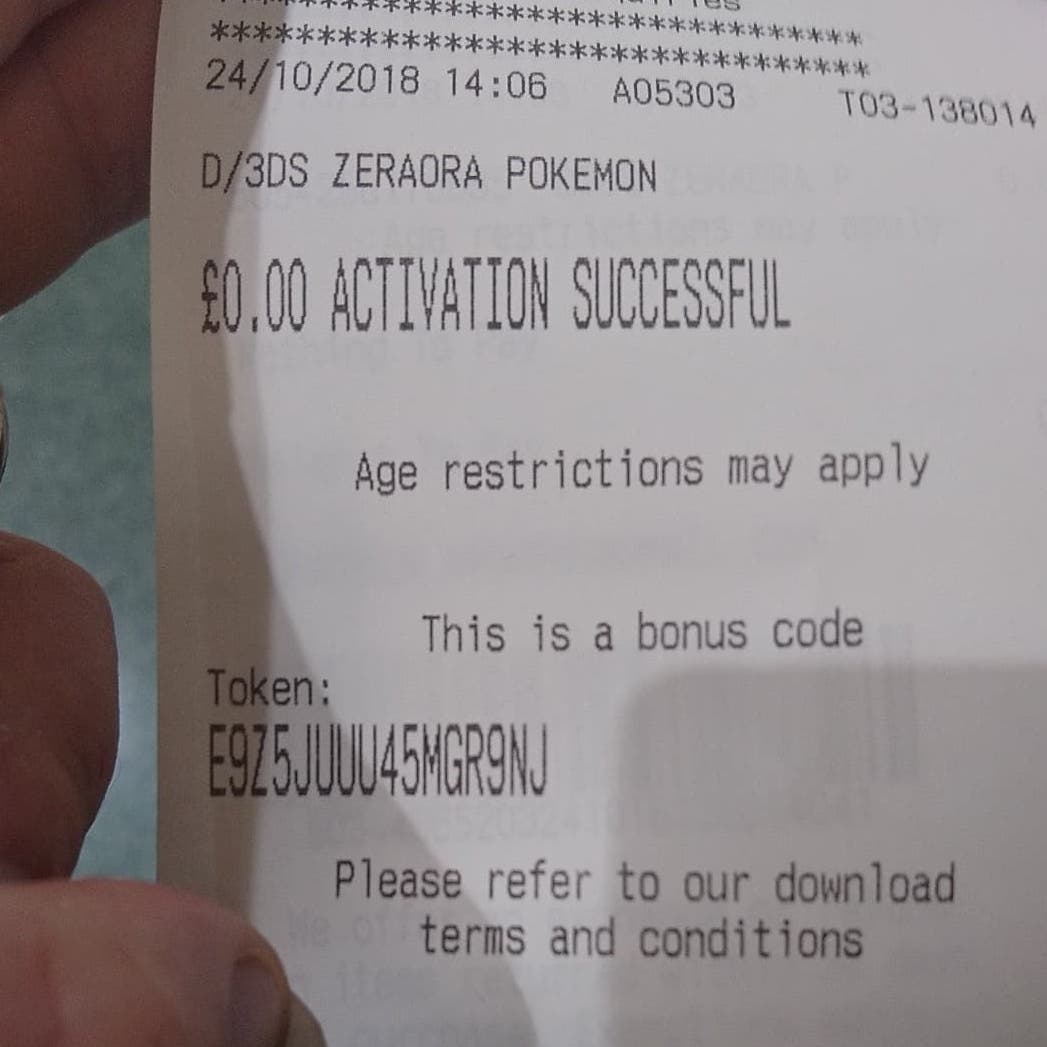 ********************************
********************************
24/10/2018 14:06 A05303 T03-138014
D/3DS ZERAORA POKEMON
£0.00 ACTIVATION SUCCESSFUL
Age restrictions may apply
This is a bonus code
Token:
E9Z5JUUU45MGR9NJ
Please refer to our download
terms and conditions